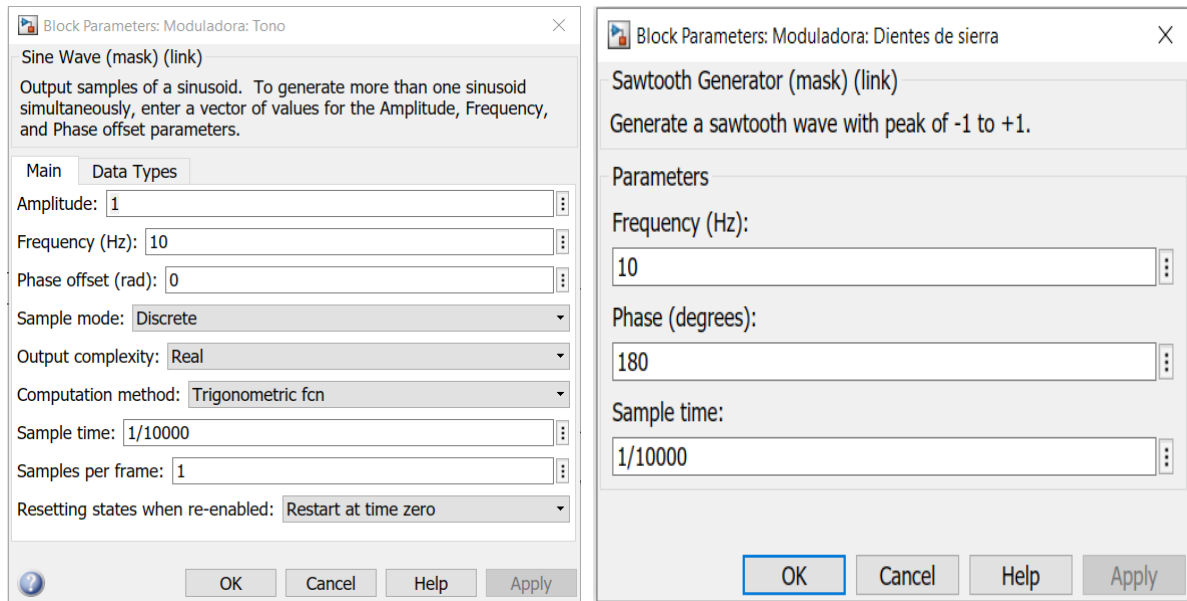 Block Parameters: Moduladora: Tono
Sine Wave (mask) (link)
Output samples of a sinusoid. To generate more than one sinusoid
simultaneously, enter a vector of values for the Amplitude, Frequency,
and Phase offset parameters.
Main Data Types
Amplitude: 1
Frequency (Hz): 10
Phase offset (rad): 0
Sample mode: Discrete
Output complexity: Real
Computation method: Trigonometric fcn
Sample time: 1/10000
Samples per frame: 1
Resetting states when re-enabled: Restart at time zero
? OK Cancel Help Apply
Block Parameters: Moduladora: Dientes de sierra
Sawtooth Generator (mask) (link)
Generate a sawtooth wave with peak of -1 to +1.
Parameters
Frequency (Hz):
10
Phase (degrees):
180
Sample time:
1/10000
OK Cancel Help Apply